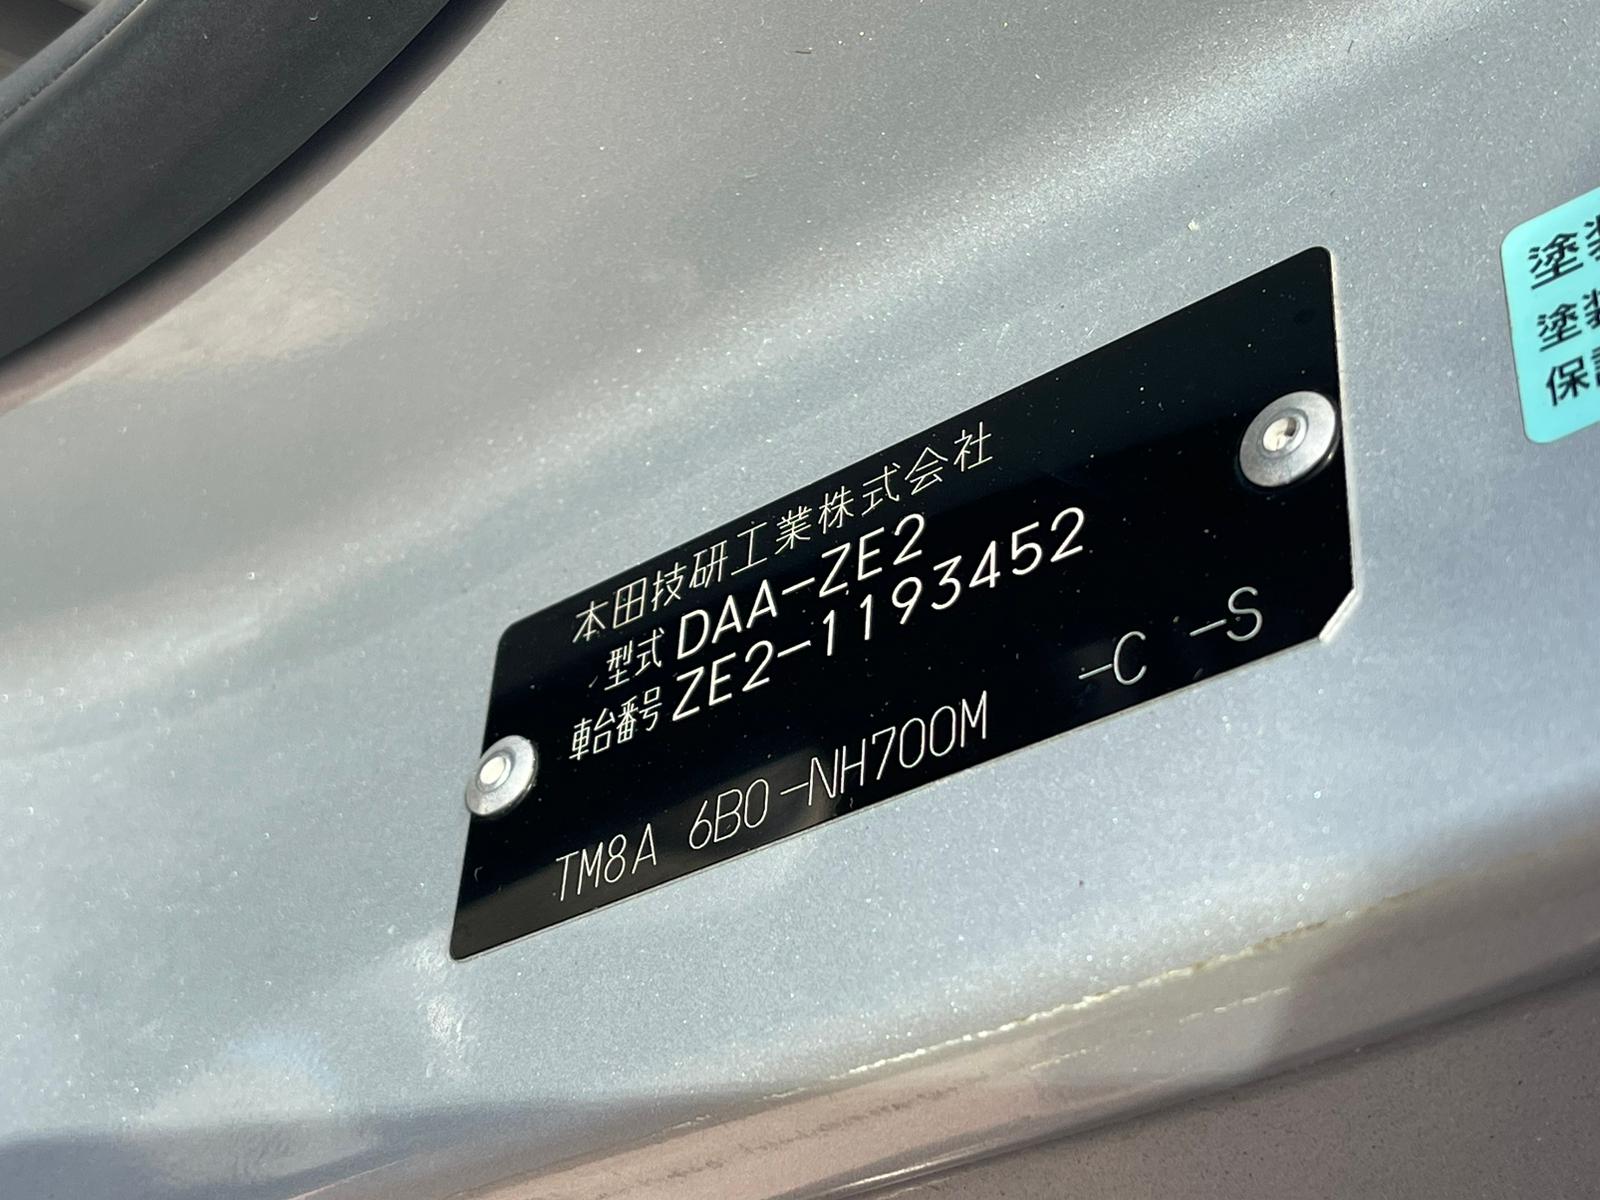 本田技研工業株式会社
型式 DAA-ZE2
車台番号 ZE2-1193452
TM8A 6B0-NH700M -C -S
塗装
塗装
保証